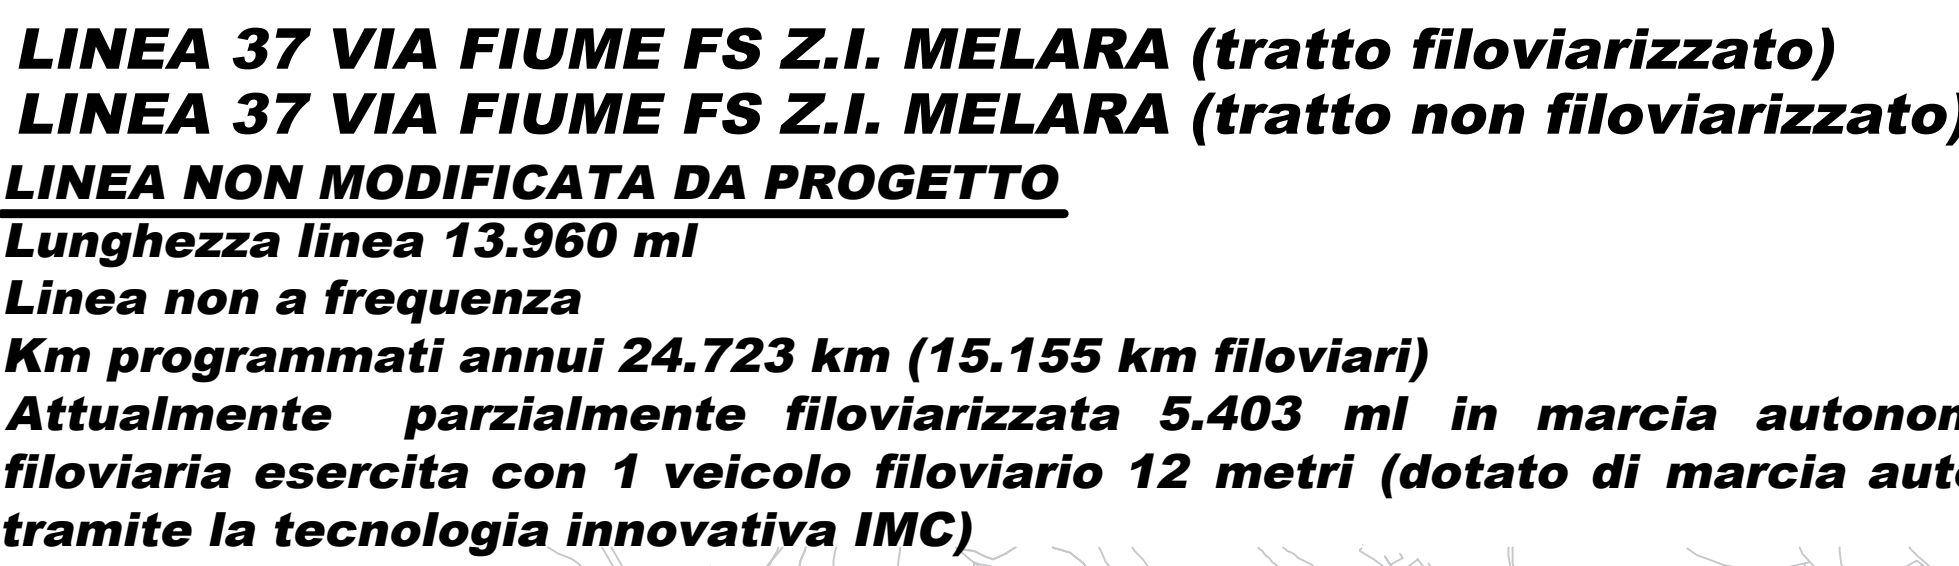 LINEA 37 VIA FIUME FS Z.I. MELARA (tratto filoviarizzato)
LINEA 37 VIA FIUME FS Z.I. MELARA (tratto non filoviarizzato)
LINEA NON MODIFICATA DA PROGETTO
Lunghezza linea 13.960 ml
Linea non a frequenza
Km programmati annui 24.723 km (15.155 km filoviari)
Attualmente parzialmente filoviarizzata 5.403 ml in marcia
filoviaria esercita con 1 veicolo filoviario 12 metri (dotato di marcia
tramite la tecnologia innovativa IMC)